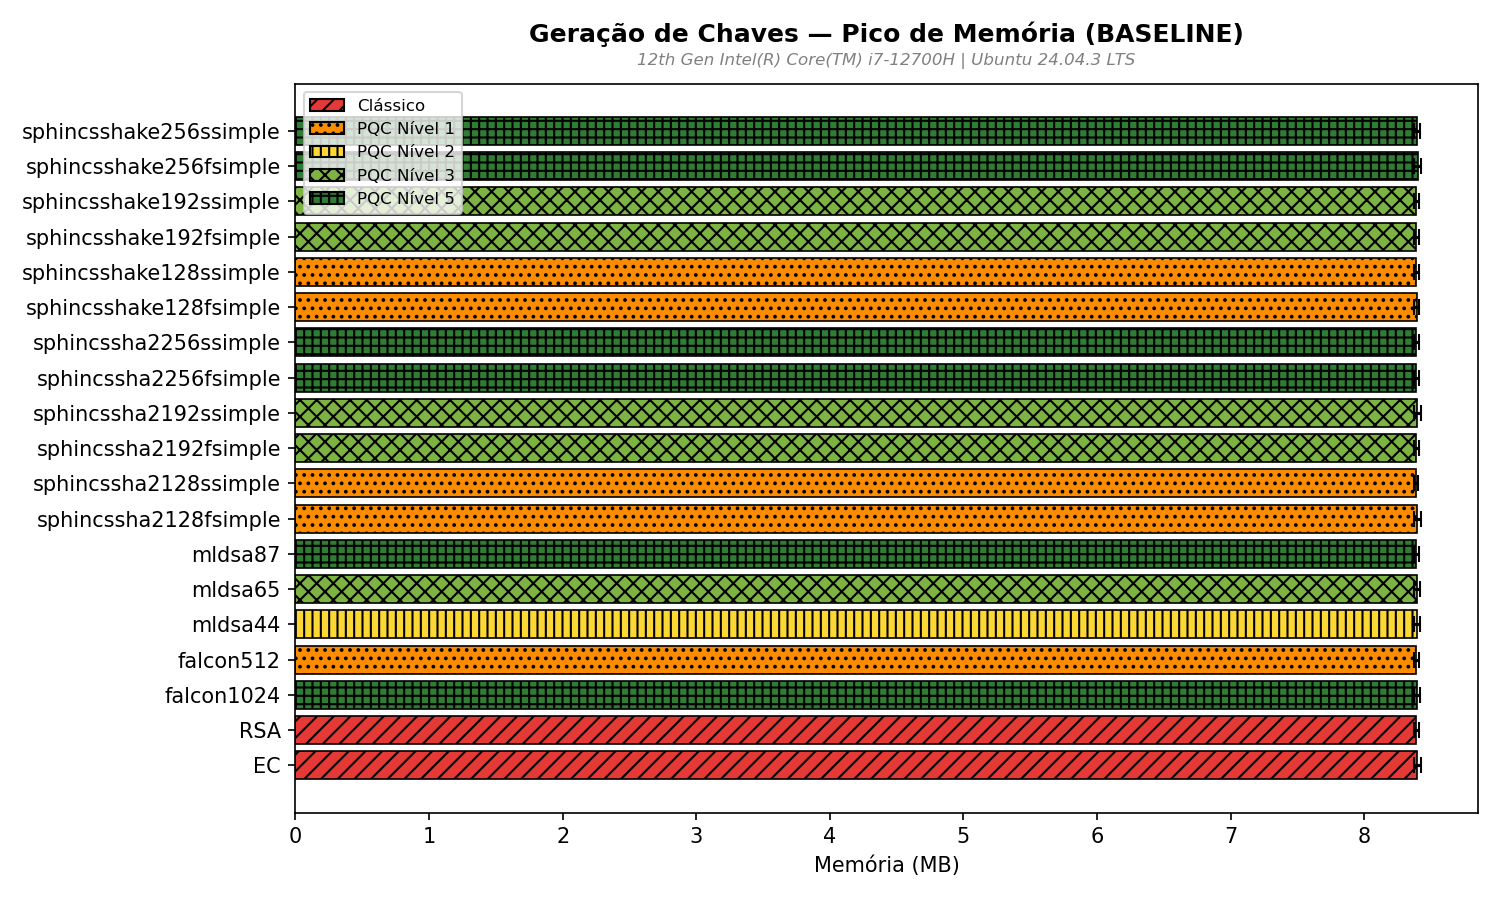 Geração de Chaves — Pico de Memória (BASELINE)
12th Gen Intel(R) Core(TM) i7-12700H | Ubuntu 24.04.3 LTS
Clássico
PQC Nível 1
PQC Nível 2
PQC Nível 3
PQC Nível 5
sphincsshake256ssimple
sphincsshake256fsimple
sphincsshake192ssimple
sphincsshake192fsimple
sphincsshake128ssimple
sphincsshake128fsimple
sphincssha2256ssimple
sphincssha2256fsimple
sphincssha2192ssimple
sphincssha2192fsimple
sphincssha2128ssimple
sphincssha2128fsimple
mldsa87
mldsa65
mldsa44
falcon512
falcon1024
RSA
EC
0 1 2 3 4 5 6 7 8
Memória (MB)